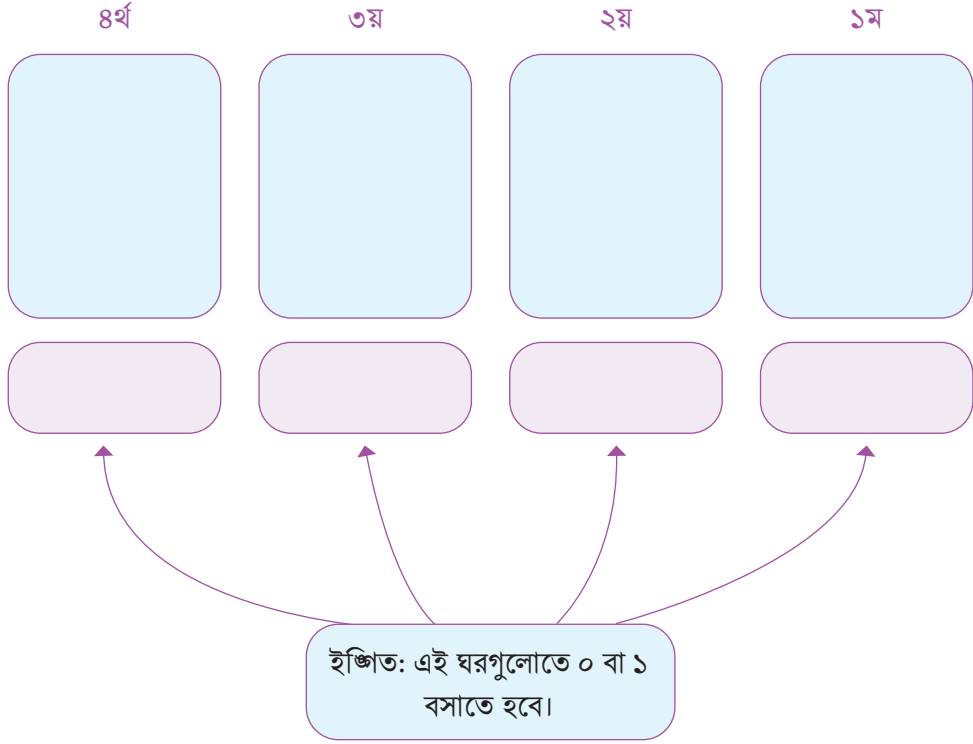 ৪র্থ ৩য় ২য় ১ম
ইঙ্গিত: এই ঘরগুলোতে ০ বা ১
বসাতে হবে।